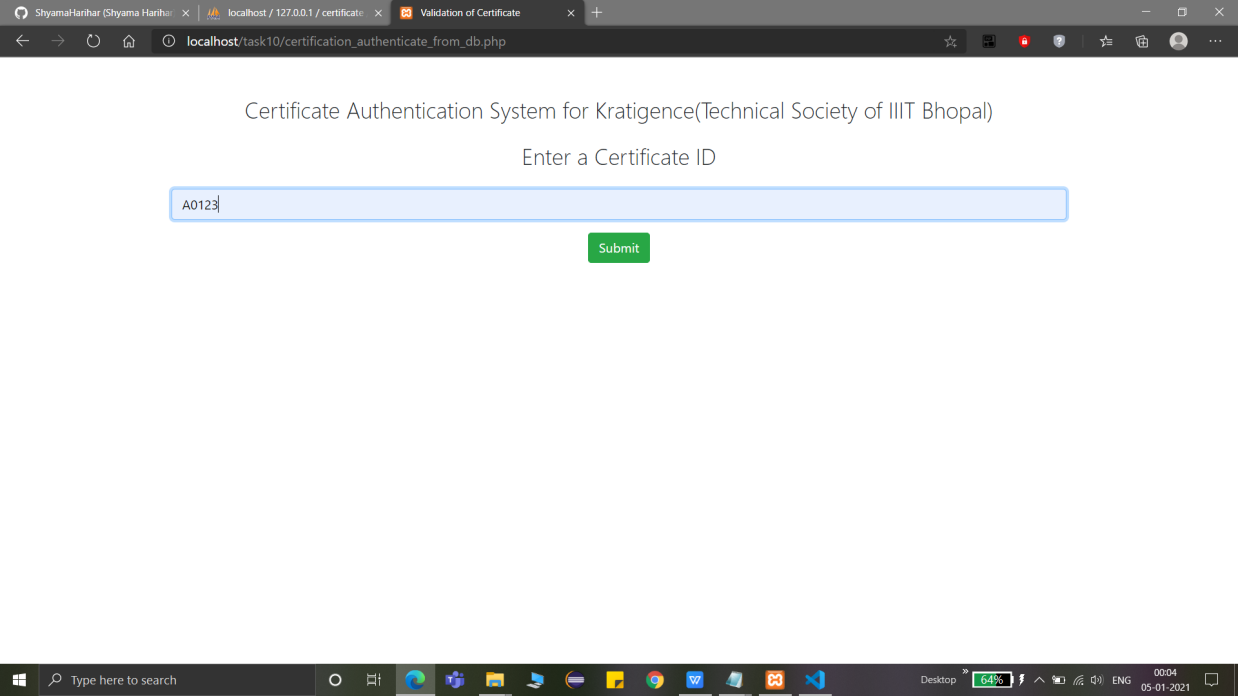 ShyamaHarihar (Shyama Harihar
localhost / 127.0.0.1 / certificate
Validation of Certificate
localhost/task10/certification_authenticate_from_db.php
Certificate Authentication System for Kratigence(Technical Society of IIIT Bhopal)
Enter a Certificate ID
A0123
Submit
Type here to search
Desktop
64%
ENG
00:04
05-01-2021